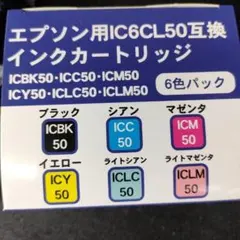 エプソン用IC6CL50互換
インクカートリッジ
ICBK50・ICC50・ICM50
ICY50・ICLC50・ICLM50
6色パック
ブラック シアン マゼンタ
ICBK 50 ICC 50 ICM 50
イエロー ライトシアン ライトマゼンタ
ICY 50 ICLC 50 ICLM 50